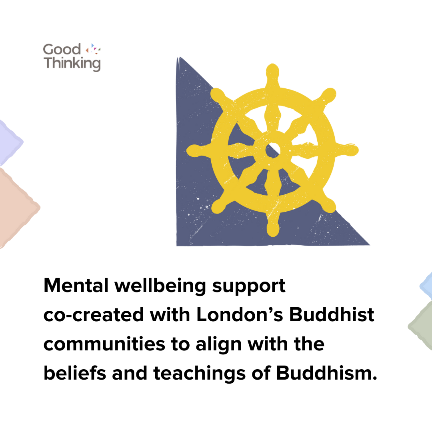 Good
Thinking
Mental wellbeing support
co-created with London’s Buddhist
communities to align with the
beliefs and teachings of Buddhism.